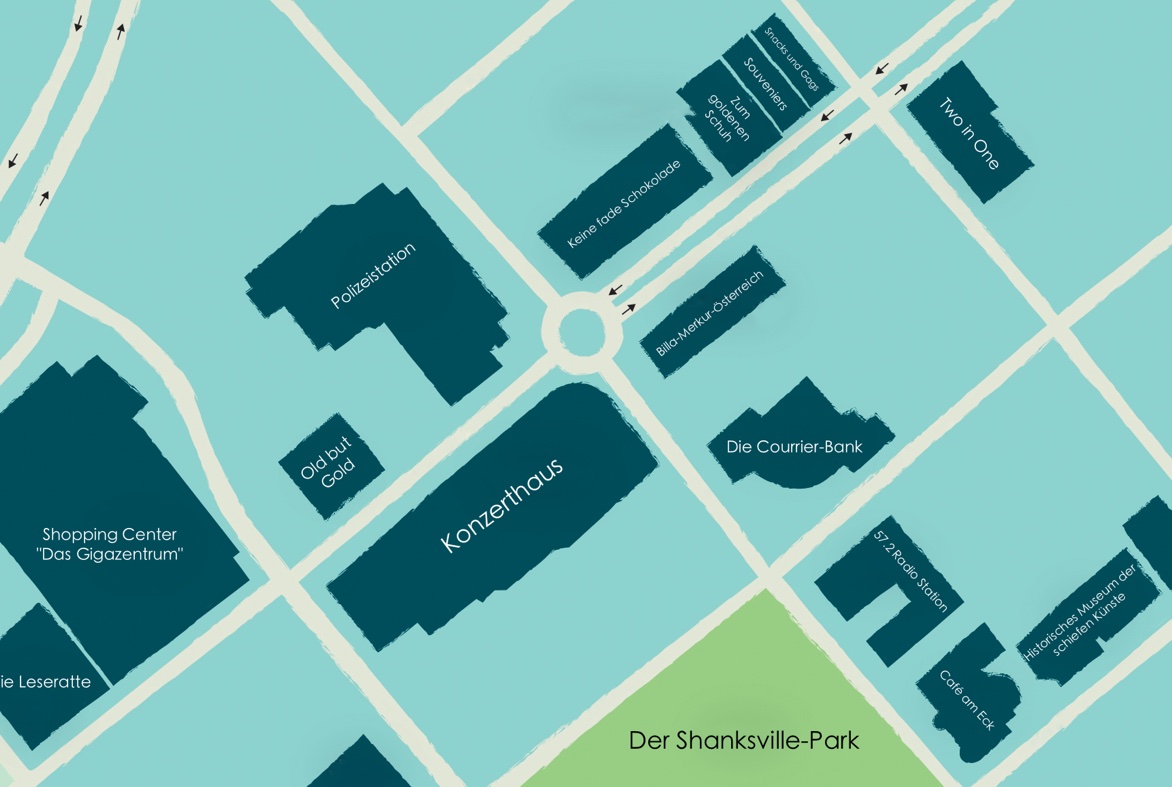 Snacks und Gags
Souveniers
Zum
goldenen
Schuh
Two in One
Keine fade Schokolade
Polizeistation
Billa-Merkur-Österreich
Old but
Gold
Die Courrier-Bank
Konzerthaus
Shopping Center
"Das Gigazentrum"
57.2 Radio Station
Historisches Museum der
schiefen Künste
ie Leseratte
Café am Eck
Der Shanksville-Park